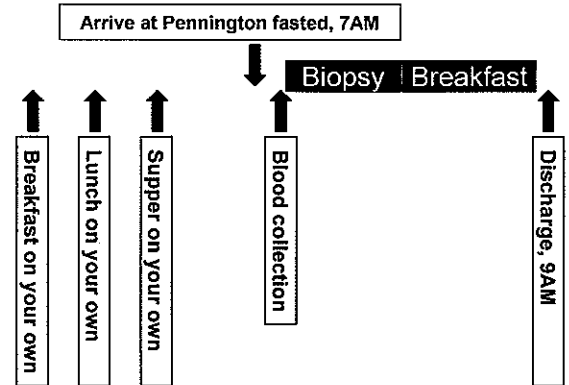 Arrive at Pennington fasted, 7AM
Biopsy Breakfast
Breakfast on your own
Lunch on your own
Supper on your own
Blood collection
Discharge, 9AM